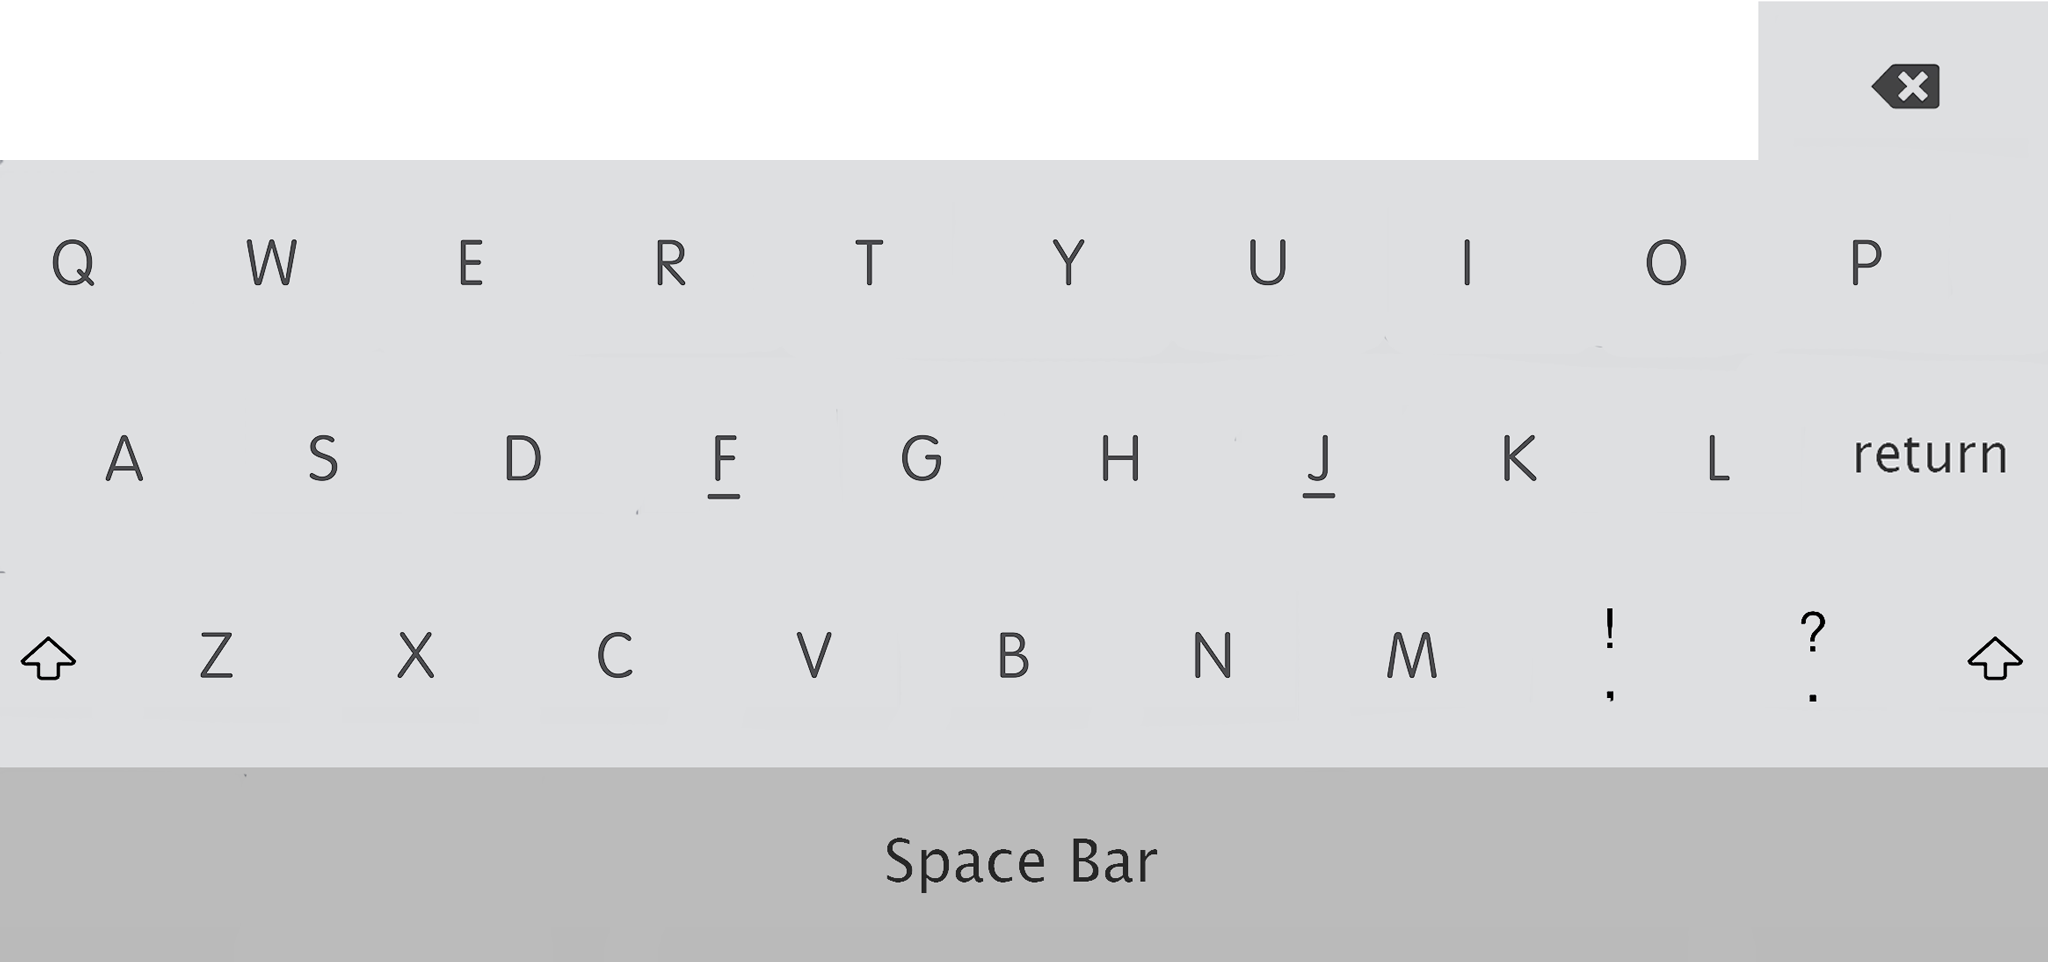 Q W E R T Y U I O P
A S D F G H J K L return
Z X C V B N M ! , ? .
Space Bar